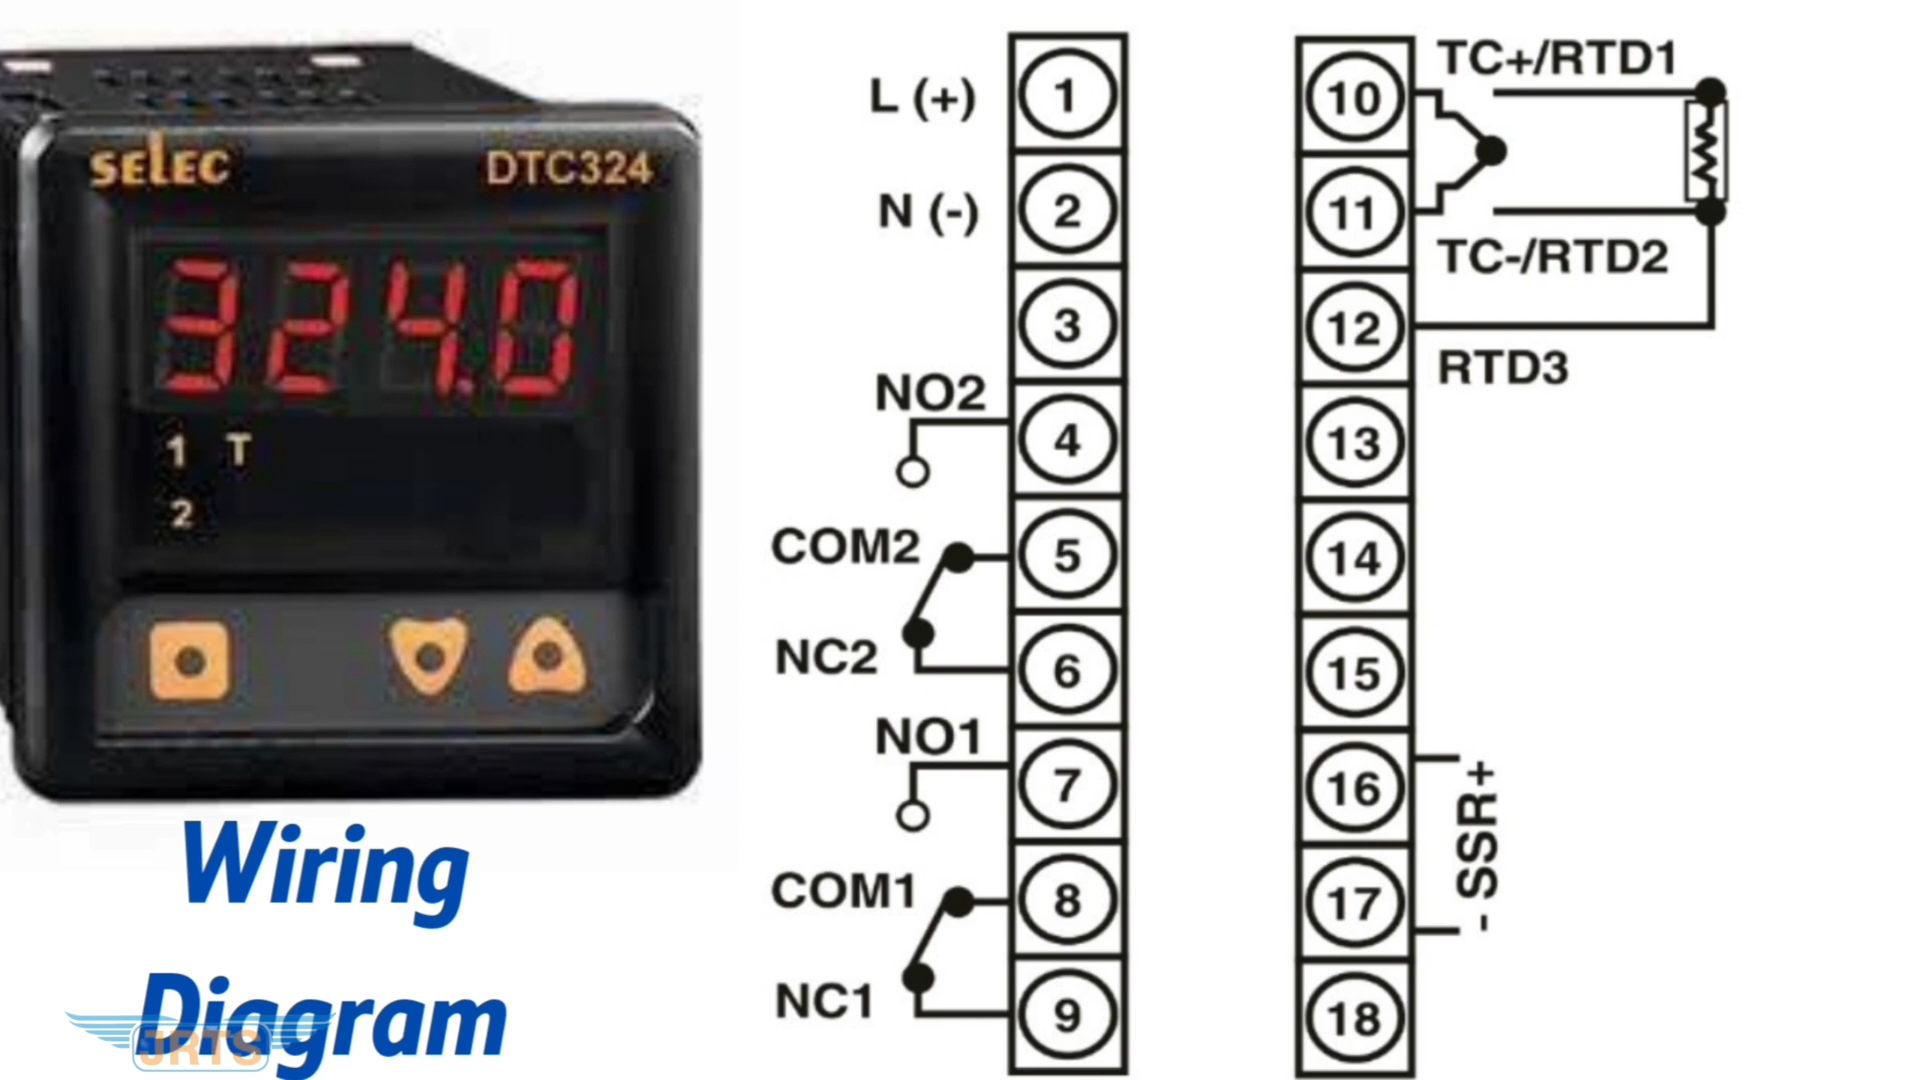 SELEC DTC324
324.0
1 T
2
Wiring
Diagram
JRTS
L (+) 1
N (-) 2
3
NO2 4
COM2 5
NC2 6
NO1 7
COM1 8
NC1 9
TC+/RTD1
10
11
TC-/RTD2
12
RTD3
13
14
15
16
- SSR+
17
18